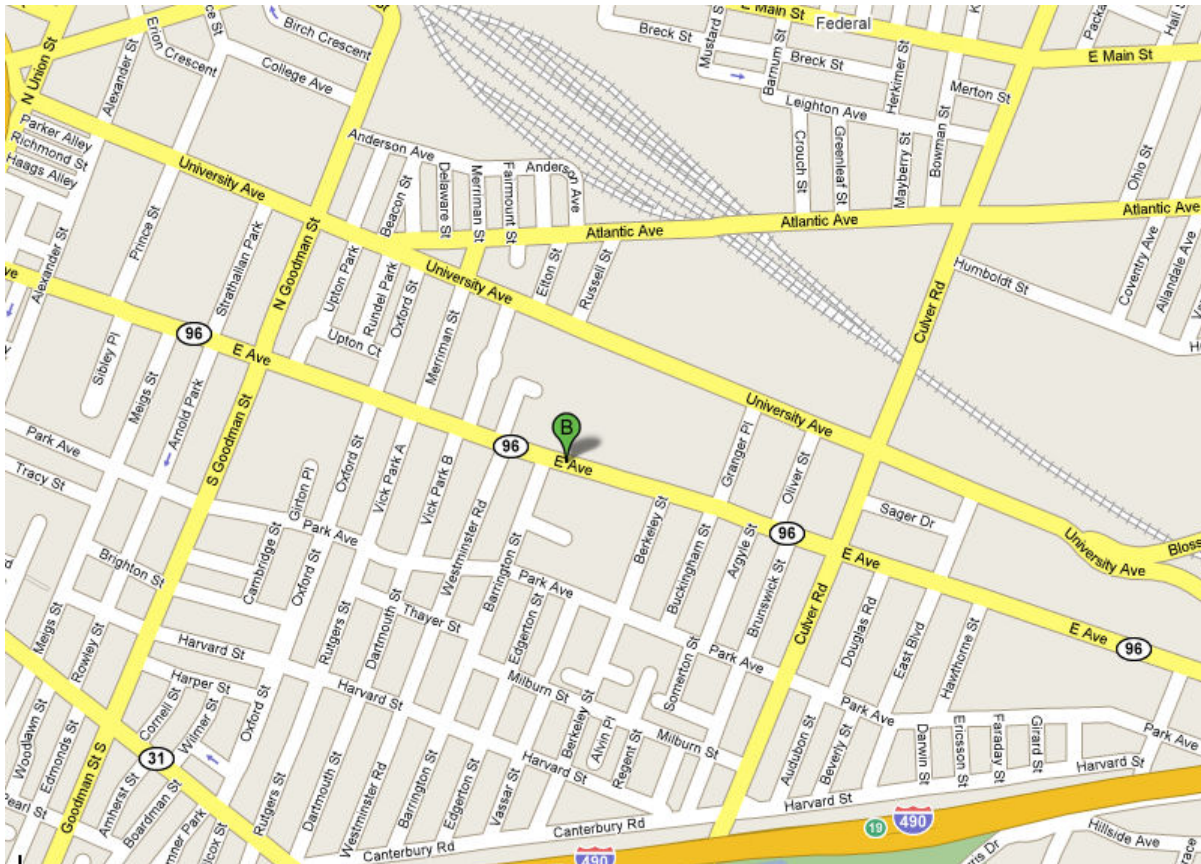 E Main St
Federal
Birch Crescent
Breck St
Mustard St
Barnum St
Breck St
E Main St
N Union St
Alexander St
Erion Crescent
College Ave
Leighton Ave
Herkimer St
Merton St
Parker Alley
Richmond St
Haags Alley
University Ave
Anderson Ave
Delaware St
Merriman St
Fairmount St
Anderson Ave
Crouch St
Greenleaf St
Mayberry St
Bowman St
Ohio St
Prince St
Strathallan Park
Beacon St
Atlantic Ave
Atlantic Ave
Atlantic Ave
Alexander St
N Goodman St
Upton Park
Rundel Park
Oxford St
University Ave
Elton St
Russell St
Culver Rd
Humboldt St
Coventry Ave
Allandale Ave
96
E Ave
Upton Ct
Merriman St
Sibley Pl
Meigs St
Arnold Park
S Goodman St
Park Ave
Tracy St
Girton Pl
Oxford St
Vick Park A
Vick Park B
96
B
E Ave
University Ave
Granger Pl
Oliver St
Westminster Rd
Berkeley St
Park Ave
Cambridge St
Oxford St
Brighton St
Barrington St
Buckingham St
Argyle St
96
Sager Dr
E Ave
University Ave
Park Ave
Brunswick St
Culver Rd
Douglas Rd
East Blvd
Hawthorne St
E Ave
96
Meigs St
Rowley St
Harvard St
Rutgers St
Dartmouth St
Thayer St
Edgerton St
Park Ave
Somerton St
Harper St
Cornell St
Wilmer St
Oxford St
Harvard St
Milburn St
Berkeley St
Alvin Pl
Regent St
Milburn St
Park Ave
Park Ave
Woodlawn St
Edmonds St
31
Harvard St
Audubon St
Beverly St
Darwin St
Ericsson St
Faraday St
Girard St
Harvard St
Goodman S
Amherst St
Boardman St
Rutgers St
Dartmouth St
Westminster Rd
Barrington St
Edgerton St
Vassar St
Harvard St
Pearl St
Canterbury Rd
Canterbury Rd
490
19
490
Hillside Ave